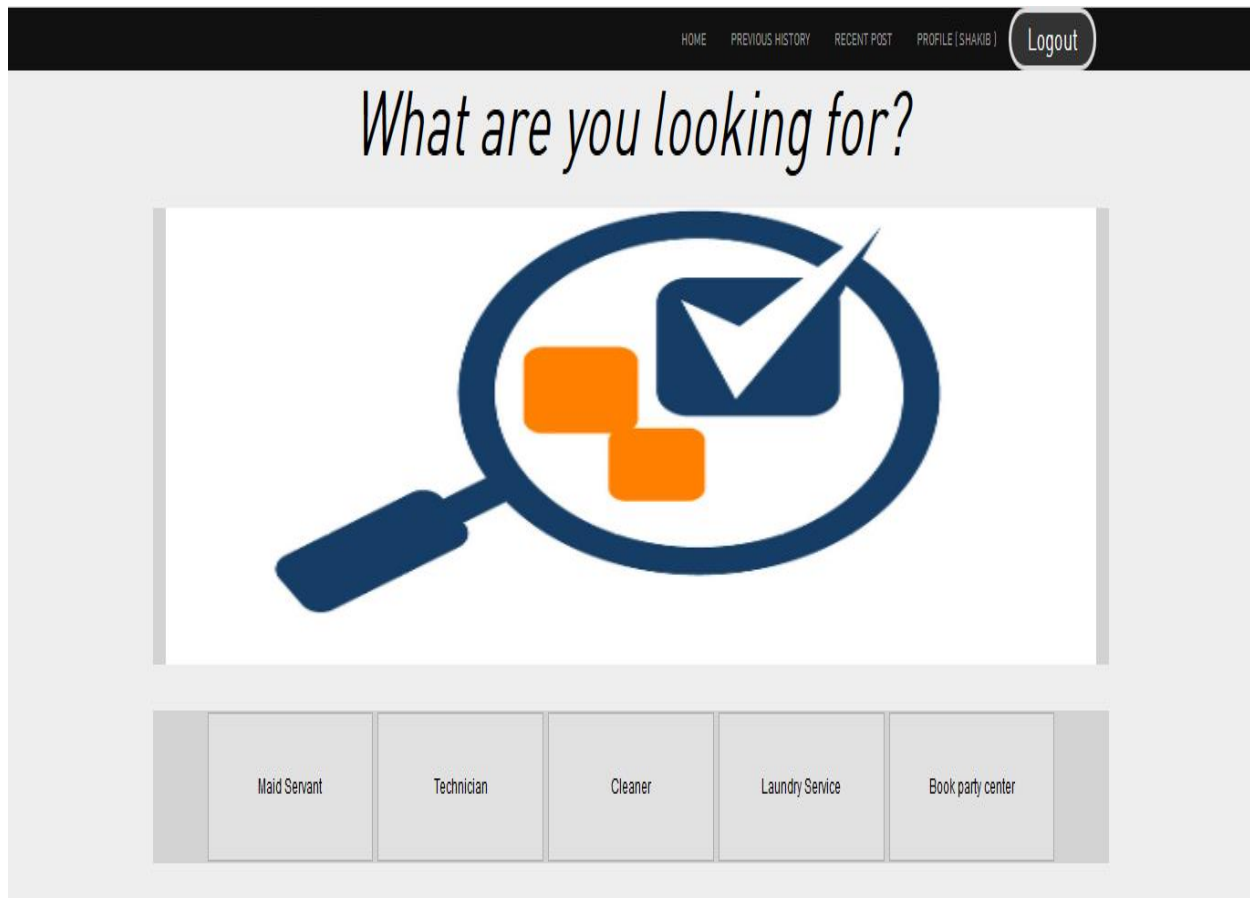 HOME PREVIOUS HISTORY RECENT POST PROFILE ( SHAKIB ) Logout
What are you looking for?
Maid Servant Technician Cleaner Laundry Service Book party center